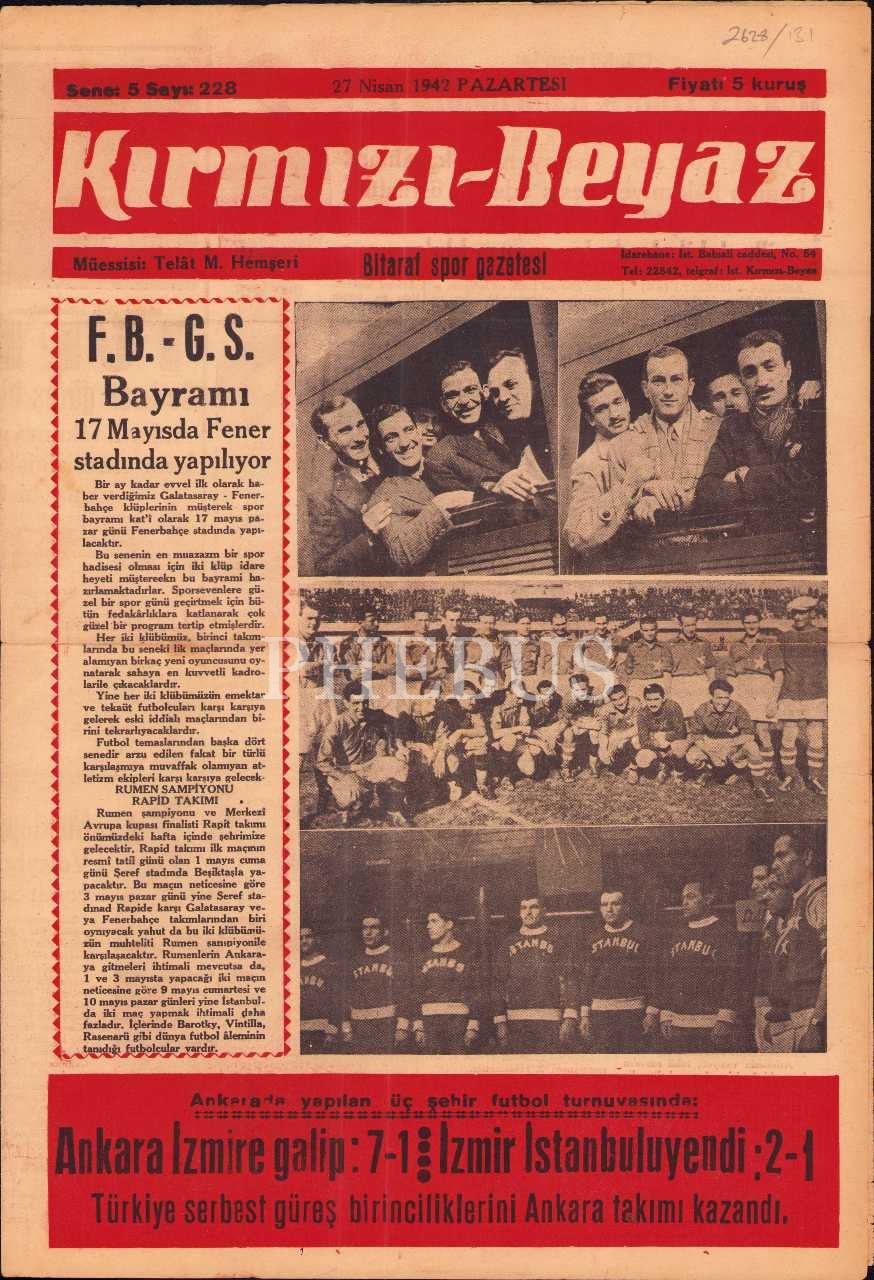 2628/131
Sene: 5 Sayı: 228
27 Nisan 1942 PAZARTESI
Fiyatı 5 kuruş
Kırmızı-Beyaz
Müessisi: Telât M. Hemşeri
Bitaraf spor gazetesi
İdarehane: İst. Babıali caddesi, No. 54
Tel: 22842, telgraf: İst. Kırmızı-Beyaz
F. B. - G. S.
Bayramı
17 Mayısda Fener
stadında yapılıyor
Bir ay kadar evvel ilk olarak ha-
ber verdiğimiz Galatasaray - Fener-
bahçe klüplerinin müşterek spor
bayramı kat'î olarak 17 mayıs pa-
zar günü Fenerbahçe stadında yapı-
lacaktır.
Bu senenin en muazazm bir spor
hadisesi olması için iki klüp idare
heyeti müştereekn bu bayrami ha-
zırlamaktadırlar. Sporsevenlere gü-
zel bir spor günü geçirtmek için bü-
tün fedakârlıklara katlanarak çok
güzel bir program tertip etmişlerdir.
Her iki klübümüz, birinci takım-
larında bu seneki lik maçlarında yer
alamıyan birkaç yeni oyuncusunu oy-
natarak sahaya en kuvvetli kadro-
larile çıkacaklardır.
Yine her iki klübümüzün emektar
ve tekaüt futbolcuları karşı karşıya
gelerek eski iddialı maçlarından bi-
rini tekrarlıyacaklardır.
Futbol temaslarından başka dört
senedir arzu edilen fakat bir türlü
karşılaşmıya muvaffak olamıyan at-
letizm ekipleri karşı karşıya gelecek-
RUMEN SAMPİYONU
RAPİD TAKIMI
Rumen şampiyonu ve Merkezî
Avrupa kupası finalisti Rapit takımı
önümüzdeki hafta içinde şehrimize
gelecektir. Rapid takımı ilk maçının
resmî tatil günü olan 1 mayıs cuma
günü Şeref stadında Beşiktaşla ya-
pacaktır. Bu maçın neticesine göre
3 mayıs pazar günü yine Şeref sta-
dınad Rapide karşı Galatasaray ve-
ya Fenerbahçe takımlarından biri
oynıyacak yahut da bu iki klübümü-
zün muhteliti Rumen şampiyonile
karşılaşacaktır. Rumenlerin Ankara-
ya gitmeleri ihtimali mevcutsa da,
1 ve 3 mayısta yapacağı iki maçın
neticesine göre 9 mayıs cumartesi ve
10 mayıs pazar günleri yine İstanbul-
da iki maç yapmak ihtimali daha
fazladır. İçlerinde Barotky, Vintilla,
Rasenarü gibi dünya futbol âleminin
tanıdığı futbolcular vardır.
PHEBUS
STANBUL
STANBUL
STANBU
Ankarada yapılan üç şehir futbol turnuvasında:
Ankara İzmire galip: 7-1 İzmir İstanbuluyendi :2-1
Türkiye serbest güreş birinciliklerini Ankara takımı kazandı.